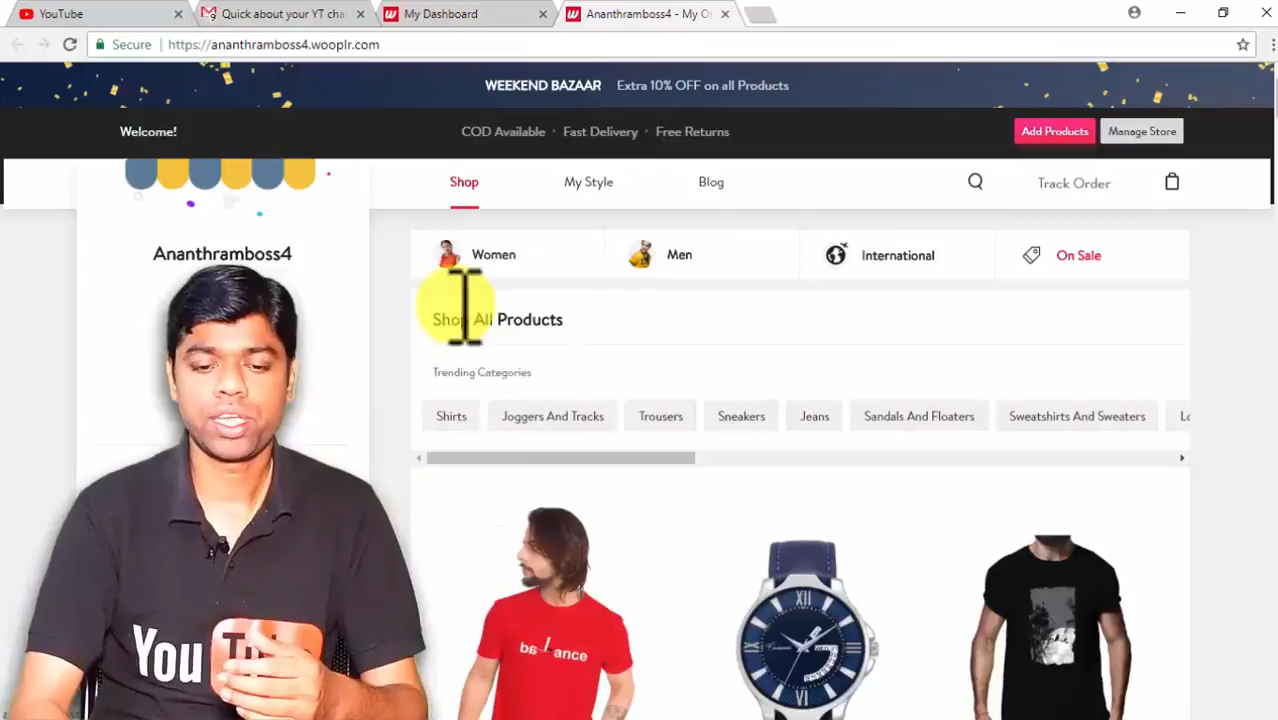 YouTube
Quick about your YT cha
My Dashboard
Ananthramboss4 - My O
Secure
https://ananthramboss4.wooplr.com
WEEKEND BAZAAR Extra 10% OFF on all Products
Welcome!
COD Available · Fast Delivery · Free Returns
Add Products
Manage Store
Shop
My Style
Blog
Track Order
Ananthramboss4
Women
Men
International
On Sale
Shop All Products
Trending Categories
Shirts
Joggers And Tracks
Trousers
Sneakers
Jeans
Sandals And Floaters
Sweatshirts And Sweaters
Lo
balance
XII
You